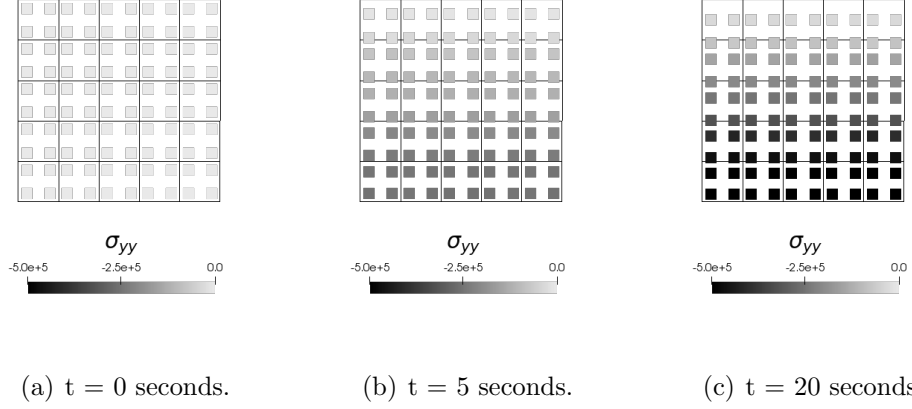 σyy σyy σyy
-5.0e+5 -2.5e+5 0.0 -5.0e+5 -2.5e+5 0.0 -5.0e+5 -2.5e+5 0.0
(a) t = 0 seconds. (b) t = 5 seconds. (c) t = 20 seconds